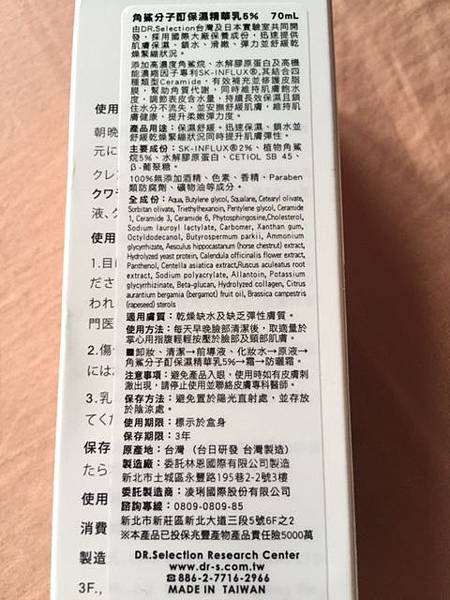 角鯊分子酊保濕精華乳5% 70mL
由DR.Selection台灣及日本實驗室共同開
發,採用國際大廠保養成份,迅速提供
肌膚保濕、鎖水、滑嫩、彈力並舒緩乾
燥緊繃狀況。
添加高濃度角鯊烷、水解膠原蛋白及高機
能濃縮因子專利SK-INFLUX®,其結合四
種類型Ceramide,有效補充並修護皮脂
膜,幫助角質代謝,同時維持肌膚飽水
度,調節表皮含水量,持續長效保濕且鎖
住水分不流失,並安撫舒緩肌膚,維持肌
膚健康,提升柔嫩彈力度。
產品用途:保濕舒緩。迅速保濕、鎖水並
舒緩乾燥緊繃狀況同時提升肌膚彈性。
主要成份:SK-INFLUX®2%、植物角鯊
烷5%、水解膠原蛋白、CETIOL SB 45、
β-葡聚糖。
100%無添加酒精、色素、香精、Paraben
類防腐劑、礦物油等成分。
全成份:Aqua, Butylene glycol, Squalane, Cetearyl olivate,
Sorbitan olivate, Triethylhexanoin, Pentylene glycol, Ceramide
1, Ceramide 3, Ceramide 6, Phytosphingosine,Cholesterol,
Sodium lauroyl lactylate, Carbomer, Xanthan gum,
Octyldodecanol, Butyrospermum parkii, Ammonium
glycyrrhizate, Aesculus hippocastanum (horse chestnut) extract,
Hydrolyzed yeast protein, Calendula officinalis flower extract,
Panthenol, Centella asiatica extract,Ruscus aculeatus root
extract, Sodium polyacrylate, Allantoin, Potassium
glycyrrhizinate, Beta-glucan, Hydrolyzed collagen, Citrus
aurantium bergamia (bergamot) fruit oil, Brassica campestris
(rapeseed) sterols
適用膚質:乾燥缺水及缺乏彈性膚質。
使用方法:每天早晚臉部清潔後,取適量於
掌心用指腹輕輕按壓於臉部及頸部肌膚。
■卸妝、清潔→前導液、化妝水→原液→
角鯊分子酊保濕精華乳5%→霜→防曬霜。
注意事項:避免產品入眼,使用時如有皮膚刺
激出現,請停止使用並聯絡皮膚專科醫師。
保存方法:避免置於陽光直射處,並存放
於陰涼處。
使用期限:標示於盒身
保存期限:3年
原產地:台灣(台日研發 台灣製造)
製造廠:委託林恩國際有限公司製造
新北市土城區永豐路195巷9-2號3樓
委託製造商:凌琍國際股份有限公司
諮詢專線:0809-0809-85
新北市新莊區新北大道三段5號6F之2
※本產品已投保兆豐產物產品責任險5000萬
DR.Selection Research Center
www.dr-s.com.tw
☎886-2-7716-2966
MADE IN TAIWAN
使用
朝晩
元に
クレン
クワラ
液、ク
使用
1.目に
ださ
われ
門医
2.傷
には
3.乳
てくだ
保存
たら
使用
消費
製造
3F.,